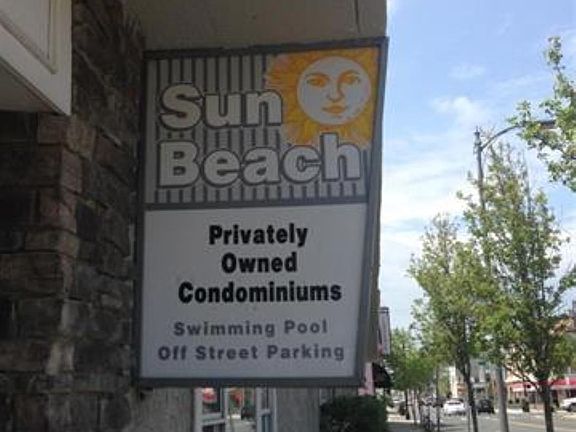 Sun
Beach
Privately
Owned
Condominiums
Swimming Pool
Off Street Parking